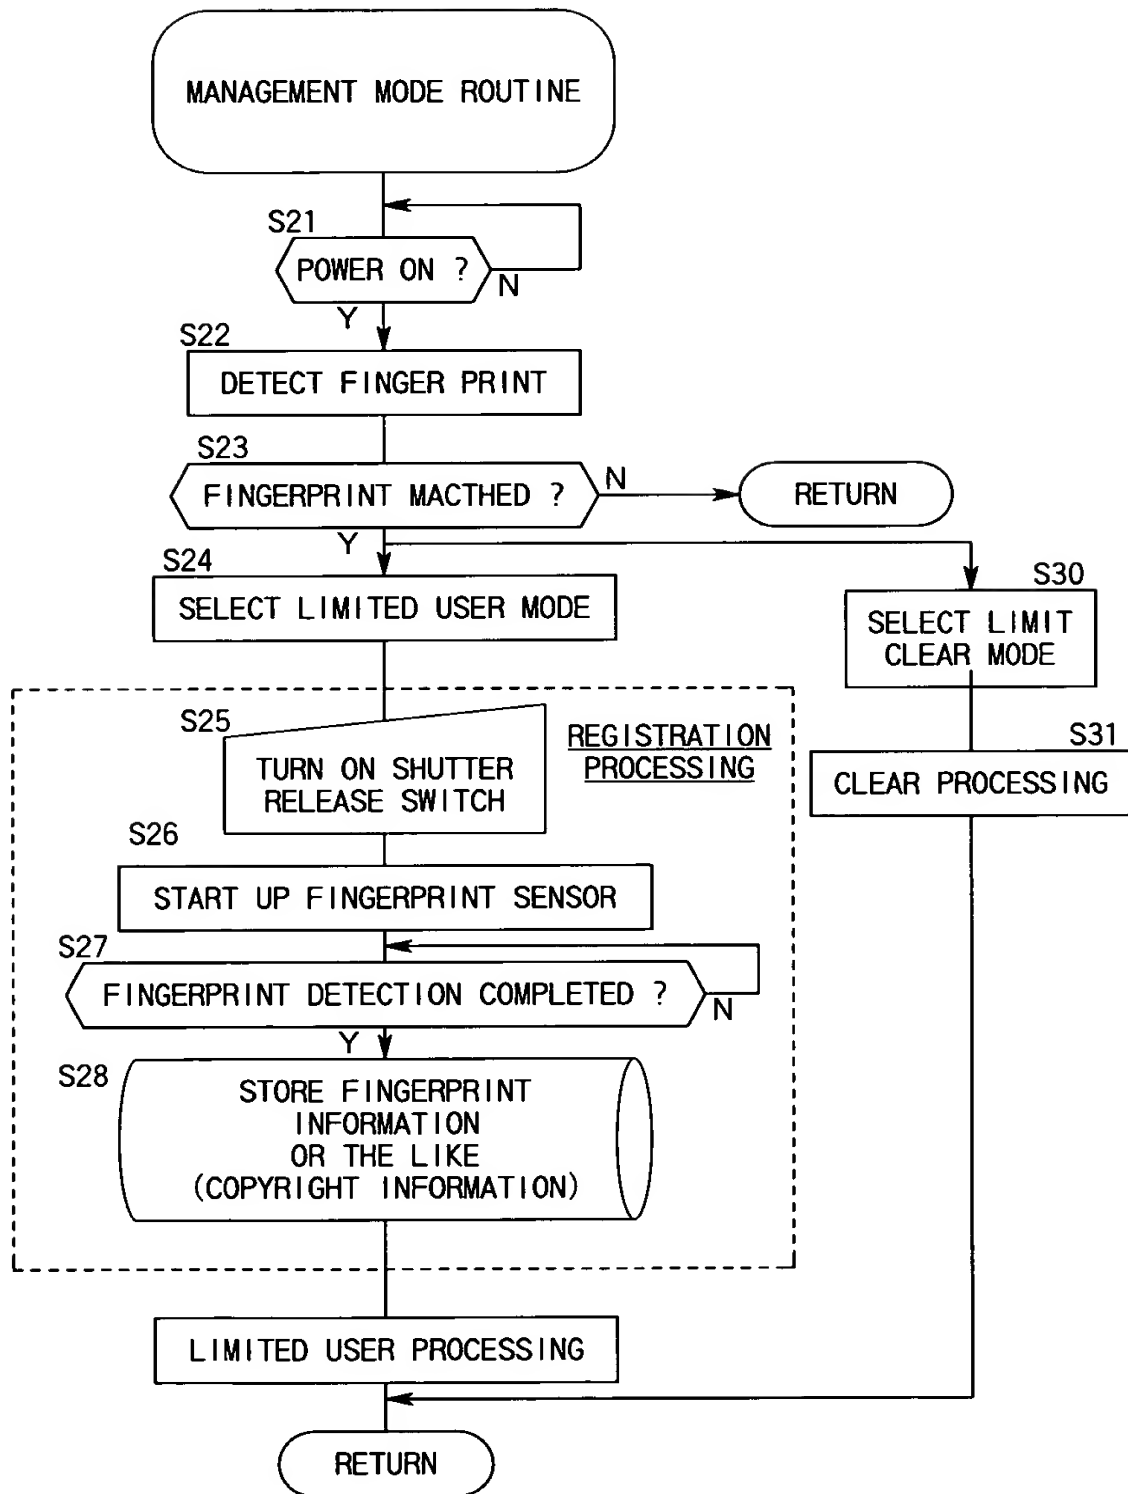 MANAGEMENT MODE ROUTINE
S21
POWER ON ?
N
Y
S22
DETECT FINGER PRINT
S23
FINGERPRINT MACTHED ?
N
RETURN
Y
S24
SELECT LIMITED USER MODE
S30
SELECT LIMIT
CLEAR MODE
S25
TURN ON SHUTTER
RELEASE SWITCH
REGISTRATION
PROCESSING
S31
CLEAR PROCESSING
S26
START UP FINGERPRINT SENSOR
S27
FINGERPRINT DETECTION COMPLETED ?
N
Y
S28
STORE FINGERPRINT
INFORMATION
OR THE LIKE
(COPYRIGHT INFORMATION)
LIMITED USER PROCESSING
RETURN